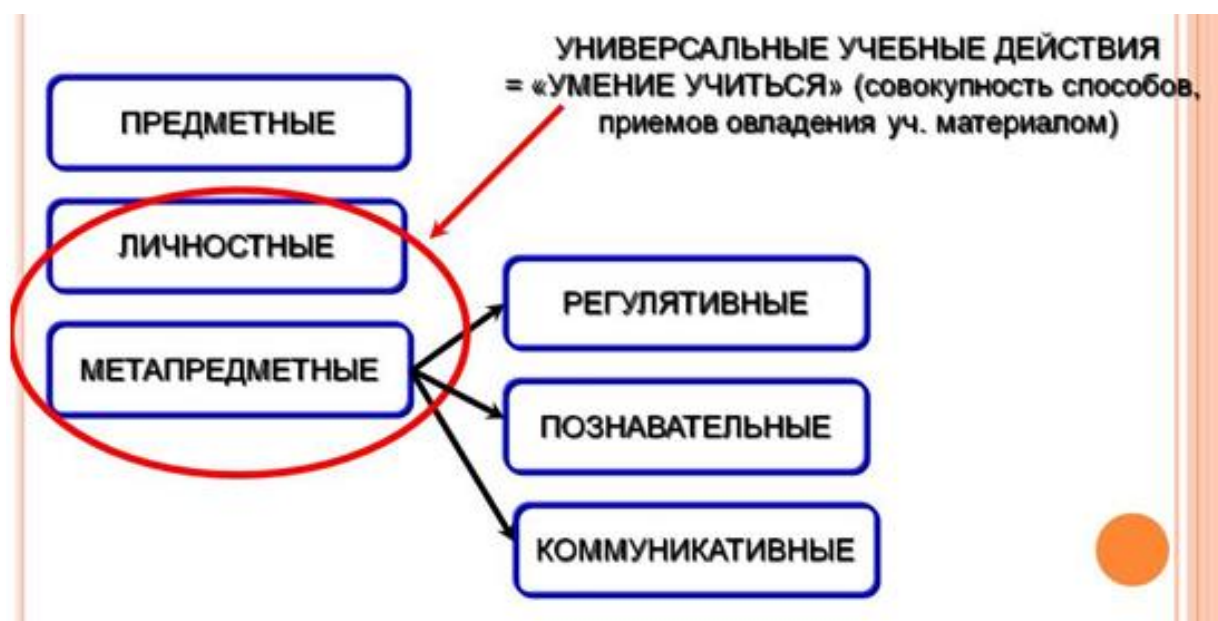 УНИВЕРСАЛЬНЫЕ УЧЕБНЫЕ ДЕЙСТВИЯ
= «УМЕНИЕ УЧИТЬСЯ» (совокупность способов,
приемов овладения уч. материалом)
ПРЕДМЕТНЫЕ
ЛИЧНОСТНЫЕ
МЕТАПРЕДМЕТНЫЕ
РЕГУЛЯТИВНЫЕ
ПОЗНАВАТЕЛЬНЫЕ
КОММУНИКАТИВНЫЕ